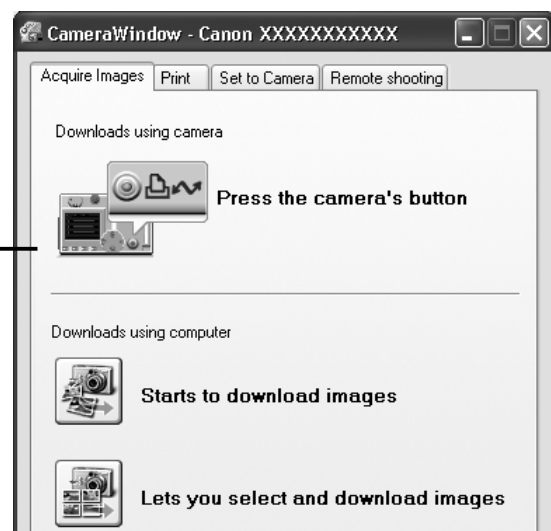 CameraWindow - Canon XXXXXXXXXXX
Acquire Images Print Set to Camera Remote shooting
Downloads using camera
Press the camera's button
Downloads using computer
Starts to download images
Lets you select and download images